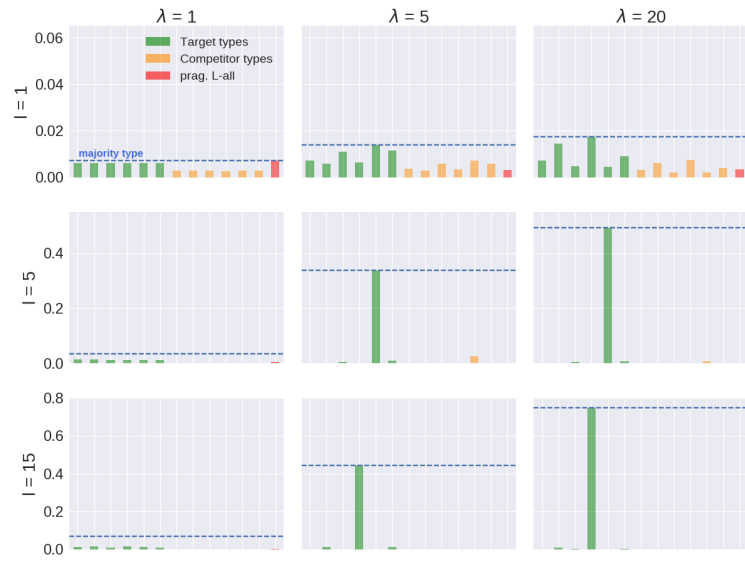 λ = 1
λ = 5
λ = 20
l = 1
0.06
0.04
0.02
0.00
Target types
Competitor types
prag. L-all
majority type
l = 5
0.4
0.2
0.0
l = 15
0.8
0.6
0.4
0.2
0.0